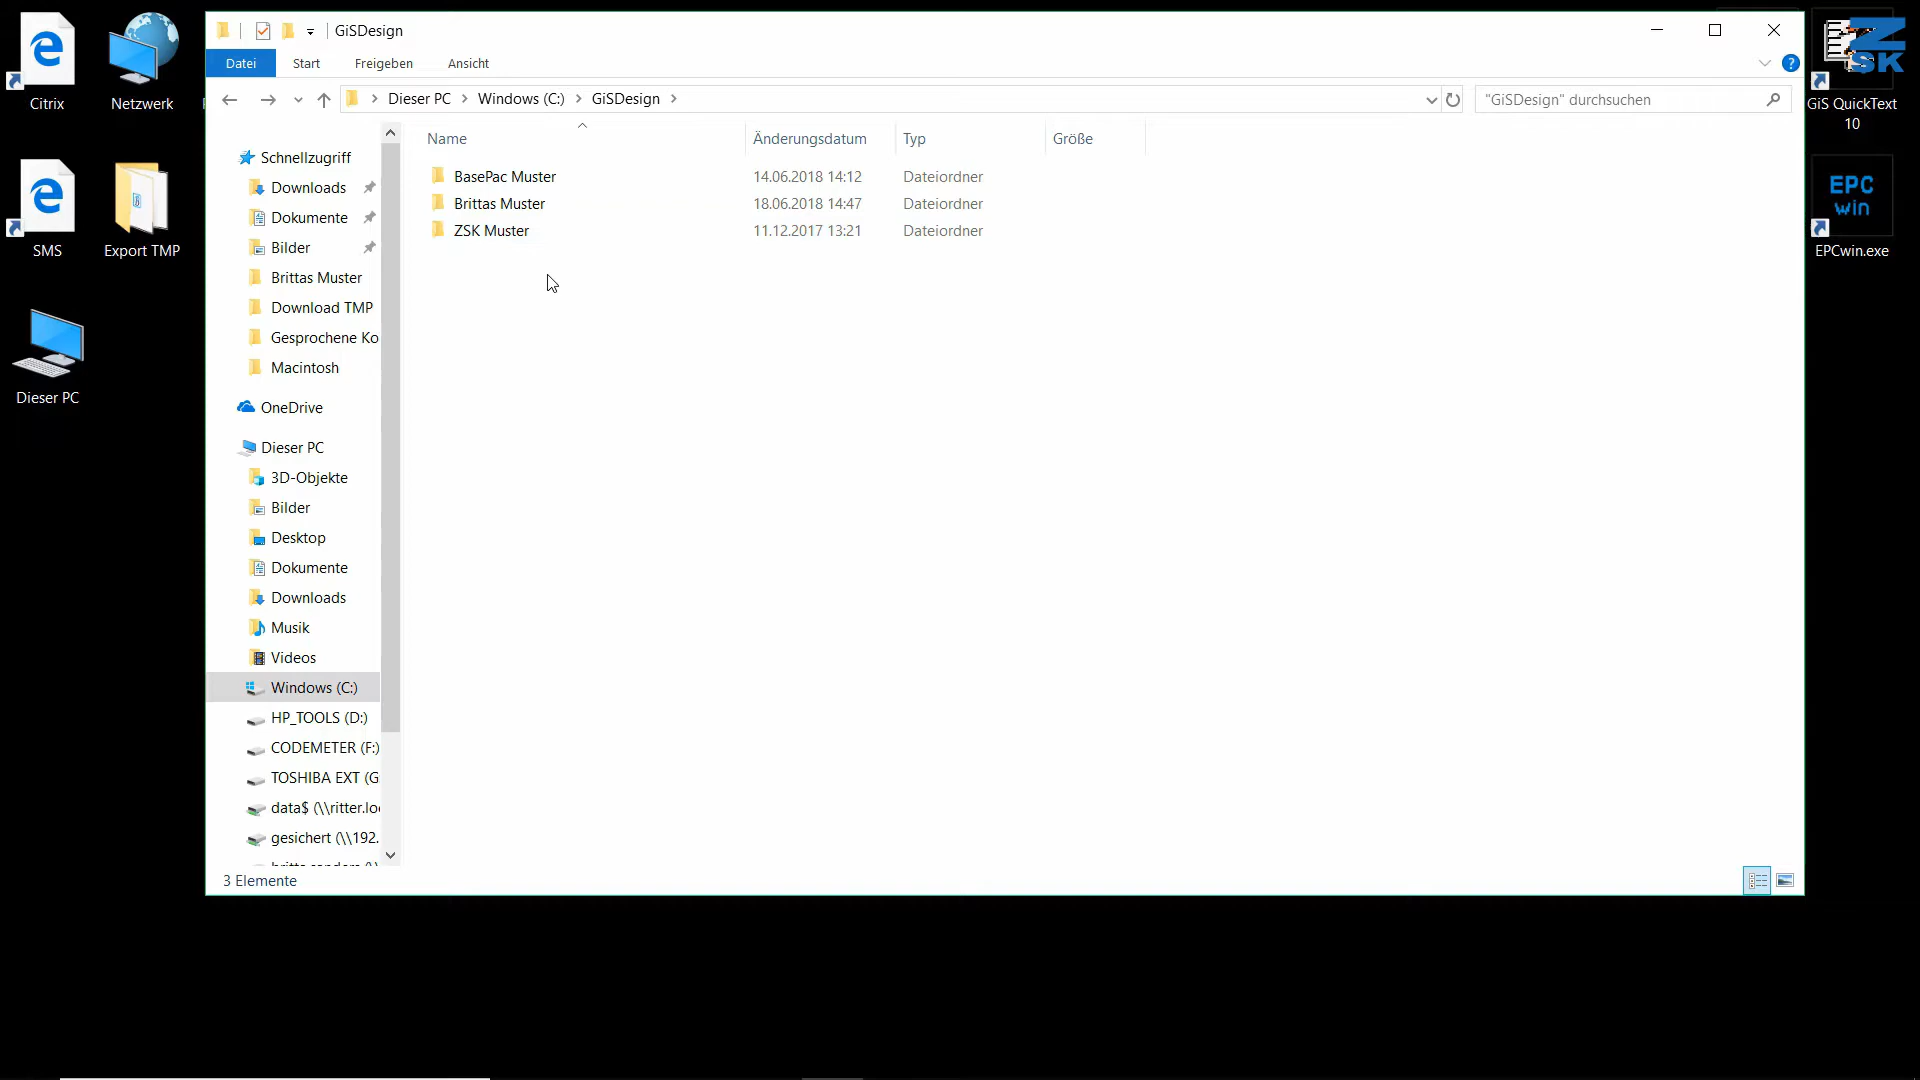 GiSDesign
Datei Start Freigeben Ansicht
Dieser PC Windows (C:) GiSDesign
"GiSDesign" durchsuchen
Name Änderungsdatum Typ Größe
BasePac Muster 14.06.2018 14:12 Dateiordner
Brittas Muster 18.06.2018 14:47 Dateiordner
ZSK Muster 11.12.2017 13:21 Dateiordner
Schnellzugriff
Downloads
Dokumente
Bilder
Brittas Muster
Download TMP
Gesprochene Ko
Macintosh
OneDrive
Dieser PC
3D-Objekte
Bilder
Desktop
Dokumente
Downloads
Musik
Videos
Windows (C:)
HP_TOOLS (D:)
CODEMETER (F:)
TOSHIBA EXT (G
data$ (\\ritter.loc
gesichert (\\192.
3 Elemente
Citrix
Netzwerk
SMS
Export TMP
Dieser PC
ZSK
GiS QuickText
10
EPC
win
EPCwin.exe